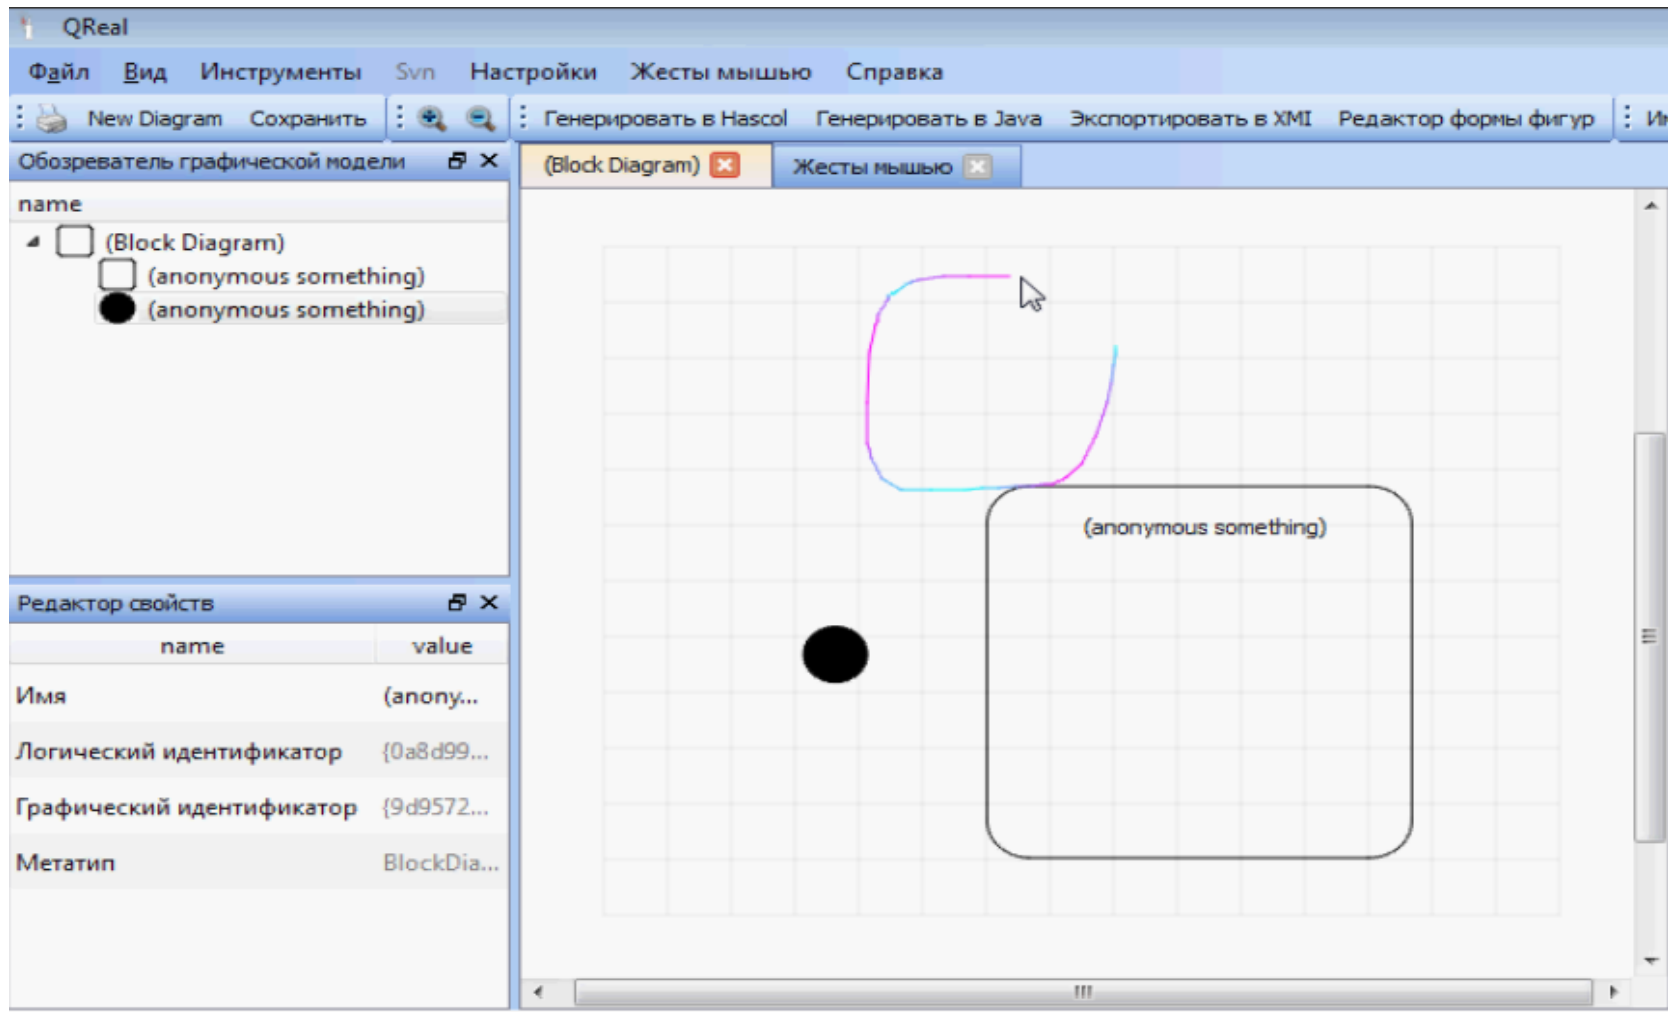 QReal
Файл Вид Инструменты Svn Настройки Жесты мышью Справка
New Diagram Сохранить Генерировать в Hascol Генерировать в Java Экспортировать в XMI Редактор формы фигур
Обозреватель графической модели
(Block Diagram) Жесты мышью
name
(Block Diagram)
(anonymous something)
(anonymous something)
(anonymous something)
Редактор свойств
name value
Имя (anony...
Логический идентификатор {0a8d99...
Графический идентификатор {9d9572...
Метатип BlockDia...